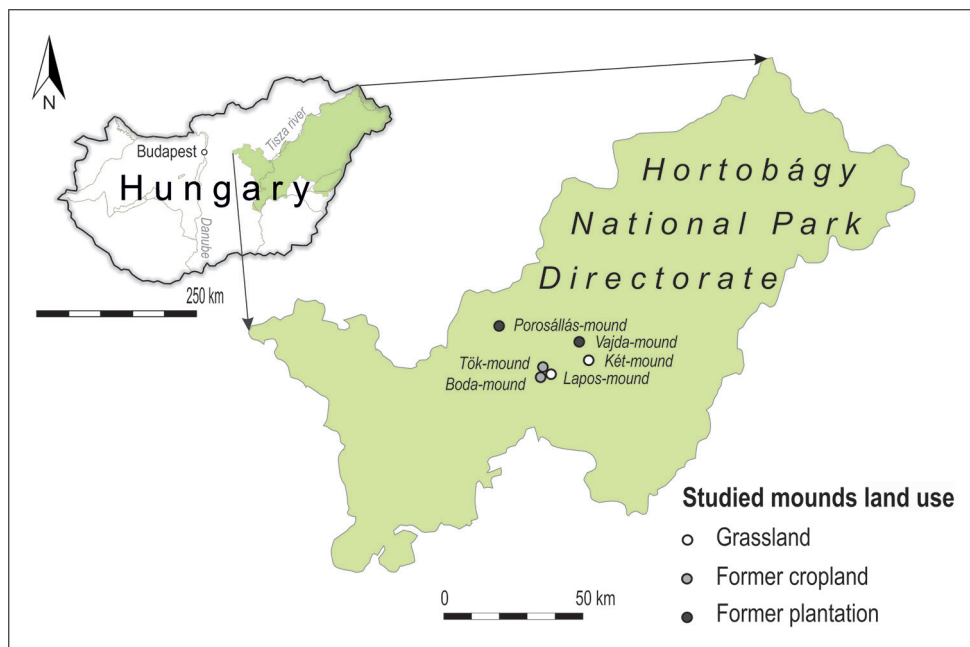 N
Tisza river
Budapest
Hungary
Danube
250 km
Hortobágy
National Park
Directorate
Porosállás-mound
Vajda-mound
Két-mound
Tök-mound
Lapos-mound
Boda-mound
Studied mounds land use
Grassland
Former cropland
Former plantation
0 50 km